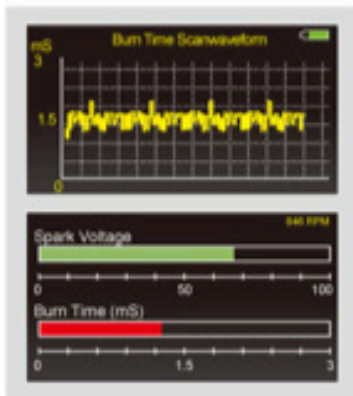 Burn Time Scanwaveform
mS
3
1.5
0
846 RPM
Spark Voltage
0 50 100
Burn Time (mS)
0 1.5 3